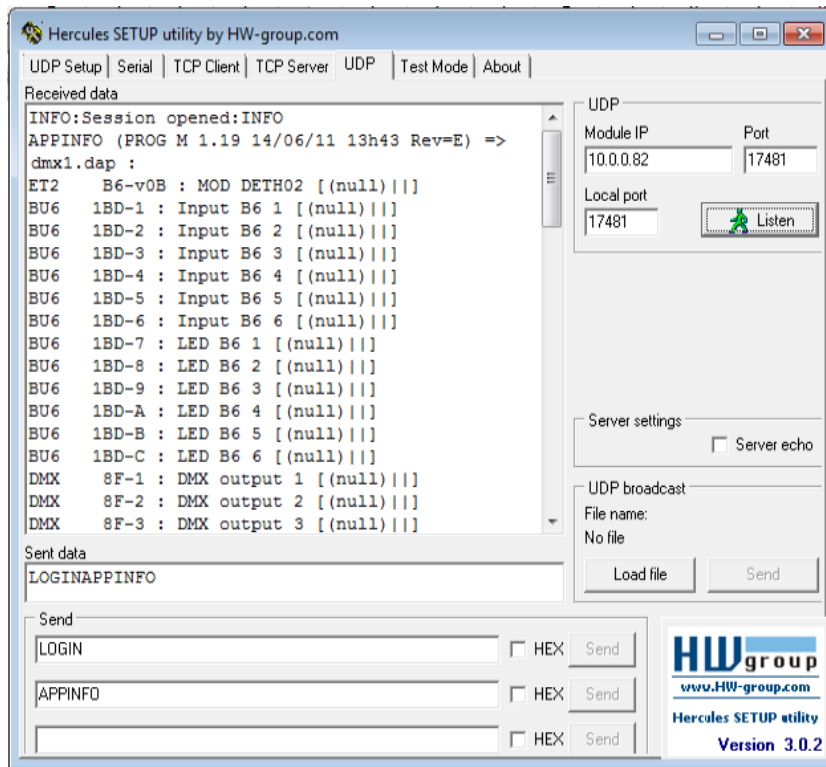 Hercules SETUP utility by HW-group.com
UDP Setup Serial TCP Client TCP Server UDP Test Mode About
Received data
INFO:Session opened:INFO
APPINFO (PROG M 1.19 14/06/11 13h43 Rev=E) =>
dmx1.dap :
ET2 B6-v0B : MOD DETH02 [(null)||]
BU6 1BD-1 : Input B6 1 [(null)||]
BU6 1BD-2 : Input B6 2 [(null)||]
BU6 1BD-3 : Input B6 3 [(null)||]
BU6 1BD-4 : Input B6 4 [(null)||]
BU6 1BD-5 : Input B6 5 [(null)||]
BU6 1BD-6 : Input B6 6 [(null)||]
BU6 1BD-7 : LED B6 1 [(null)||]
BU6 1BD-8 : LED B6 2 [(null)||]
BU6 1BD-9 : LED B6 3 [(null)||]
BU6 1BD-A : LED B6 4 [(null)||]
BU6 1BD-B : LED B6 5 [(null)||]
BU6 1BD-C : LED B6 6 [(null)||]
DMX 8F-1 : DMX output 1 [(null)||]
DMX 8F-2 : DMX output 2 [(null)||]
DMX 8F-3 : DMX output 3 [(null)||]
Sent data
LOGINAPPINFO
Send
LOGIN
HEX Send
APPINFO
HEX Send
HEX Send
UDP
Module IP Port
10.0.0.82 17481
Local port
17481
Listen
Server settings
Server echo
UDP broadcast
File name:
No file
Load file Send
HW group
www.HW-group.com
Hercules SETUP utility
Version 3.0.2